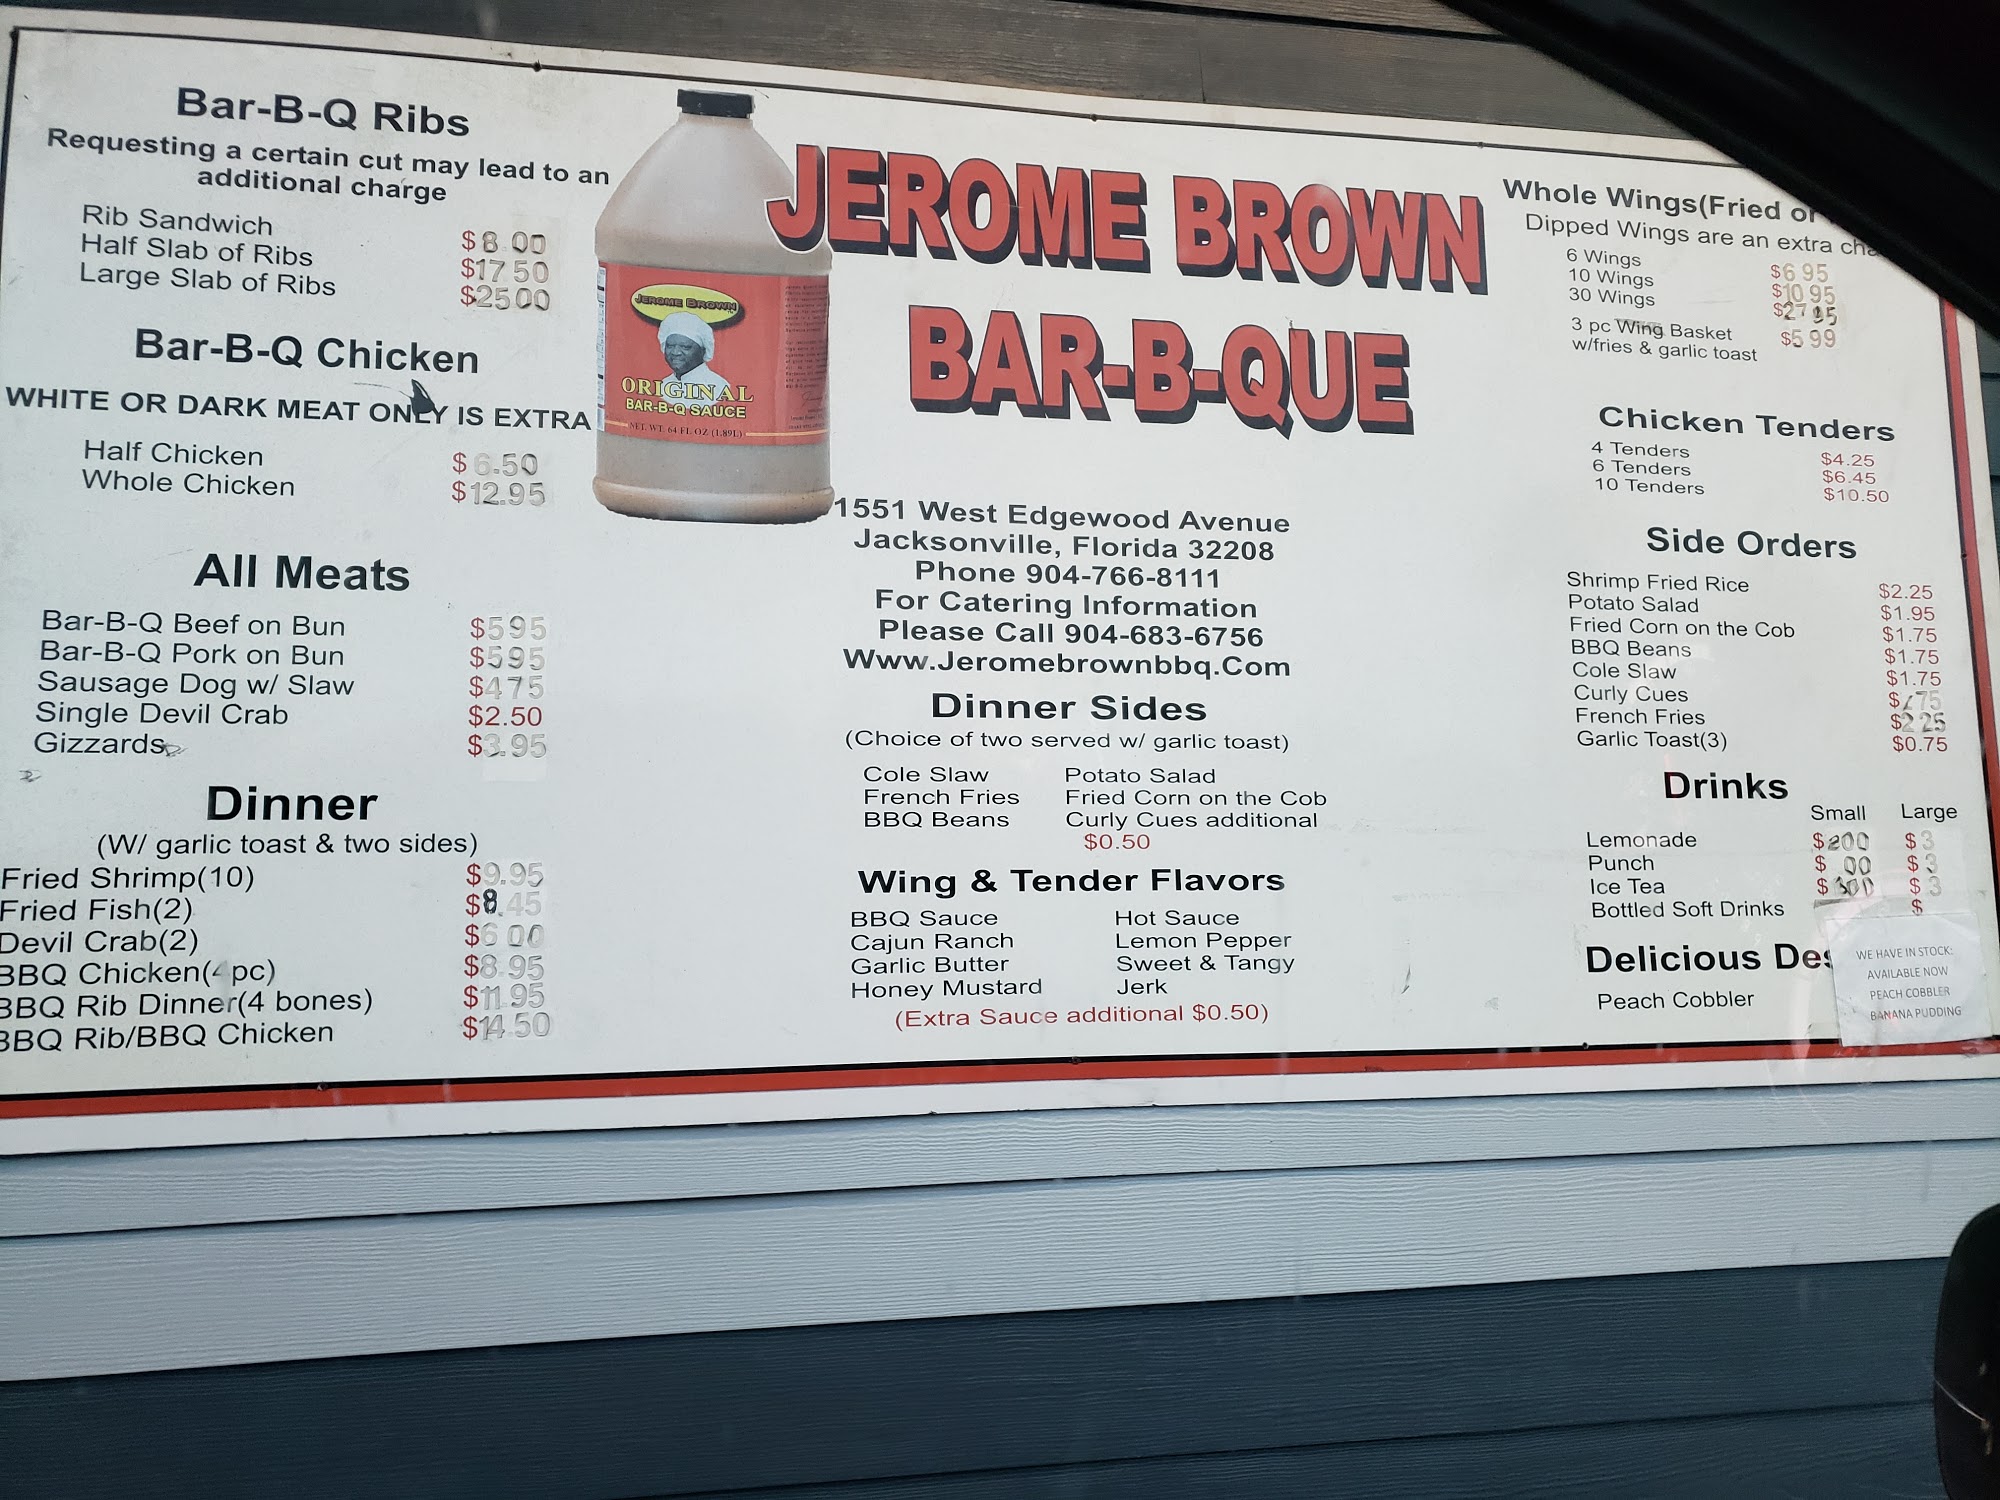 Bar-B-Q Ribs
Requesting a certain cut may lead to an
additional charge
Rib Sandwich $8.00
Half Slab of Ribs $17.50
Large Slab of Ribs $25.00
Bar-B-Q Chicken
WHITE OR DARK MEAT ONLY IS EXTRA
Half Chicken $6.50
Whole Chicken $12.95
All Meats
Bar-B-Q Beef on Bun $5 95
Bar-B-Q Pork on Bun $5 95
Sausage Dog w/ Slaw $4 75
Single Devil Crab $2.50
Gizzards $3.95
Dinner
(W/ garlic toast & two sides)
Fried Shrimp(10) $9.95
Fried Fish(2) $8.45
Devil Crab(2) $6 00
BBQ Chicken(4 pc) $8.95
BBQ Rib Dinner(4 bones) $11.95
BBQ Rib/BBQ Chicken $14.50
JEROME BROWN
ORIGINAL
BAR-B-Q SAUCE
NET. WT. 64 FL OZ (1.89L)
JEROME BROWN
BAR-B-QUE
1551 West Edgewood Avenue
Jacksonville, Florida 32208
Phone 904-766-8111
For Catering Information
Please Call 904-683-6756
Www.Jeromebrownbbq.Com
Dinner Sides
(Choice of two served w/ garlic toast)
Cole Slaw Potato Salad
French Fries Fried Corn on the Cob
BBQ Beans Curly Cues additional
$0.50
Wing & Tender Flavors
BBQ Sauce Hot Sauce
Cajun Ranch Lemon Pepper
Garlic Butter Sweet & Tangy
Honey Mustard Jerk
(Extra Sauce additional $0.50)
Whole Wings(Fried or
Dipped Wings are an extra cha
6 Wings $6 95
10 Wings $10 95
30 Wings $27 95
3 pc Wing Basket $5 99
w/fries & garlic toast
Chicken Tenders
4 Tenders $4.25
6 Tenders $6.45
10 Tenders $10.50
Side Orders
Shrimp Fried Rice $2.25
Potato Salad $1.95
Fried Corn on the Cob $1.75
BBQ Beans $1.75
Cole Slaw $1.75
Curly Cues
French Fries $2 25
Garlic Toast(3) $0.75
Drinks
Small Large
Lemonade $200 $3
Punch $ 00 $3
Ice Tea $300 $3
Bottled Soft Drinks $
Delicious Des
Peach Cobbler
WE HAVE IN STOCK:
AVAILABLE NOW
PEACH COBBLER
BANANA PUDDING